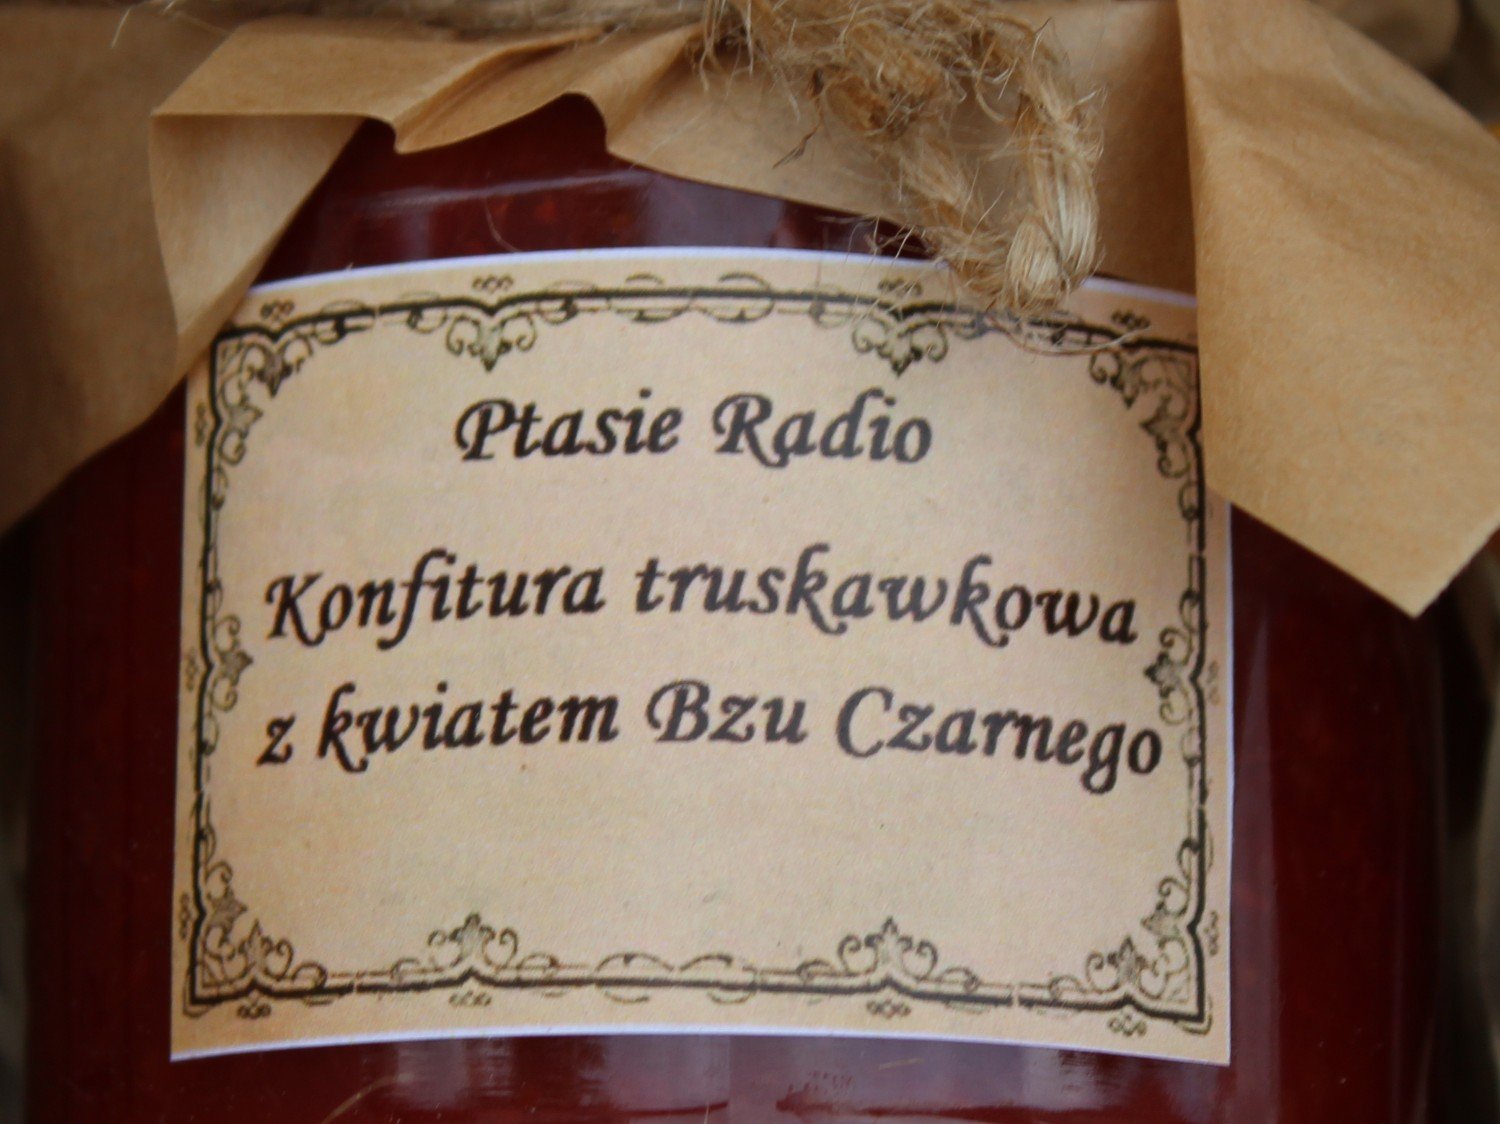 Ptasie Radio
Konfitura truskawkowa
z kwiatem Bzu Czarnego